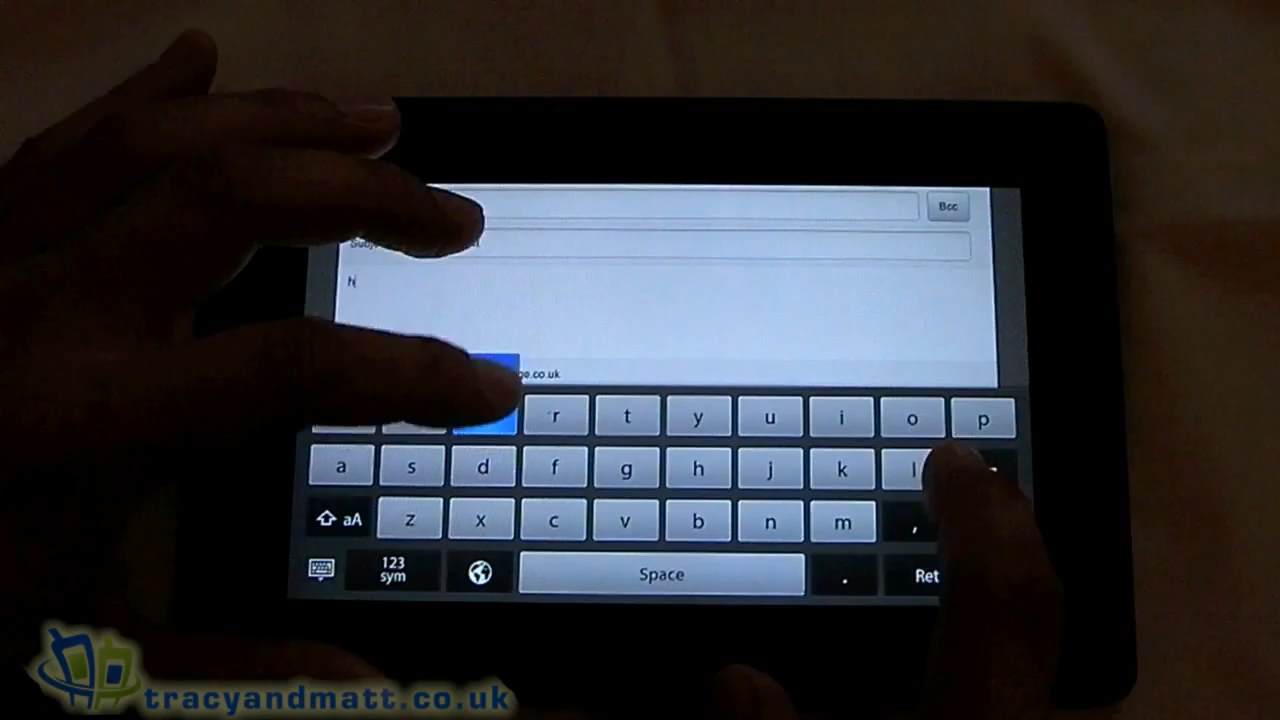 Bcc
h
ge.co.uk
r t y u i o p
a s d f g h j k l
aA z x c v b n m ,
123
sym
Space
.
Ret
tracyandmatt.co.uk